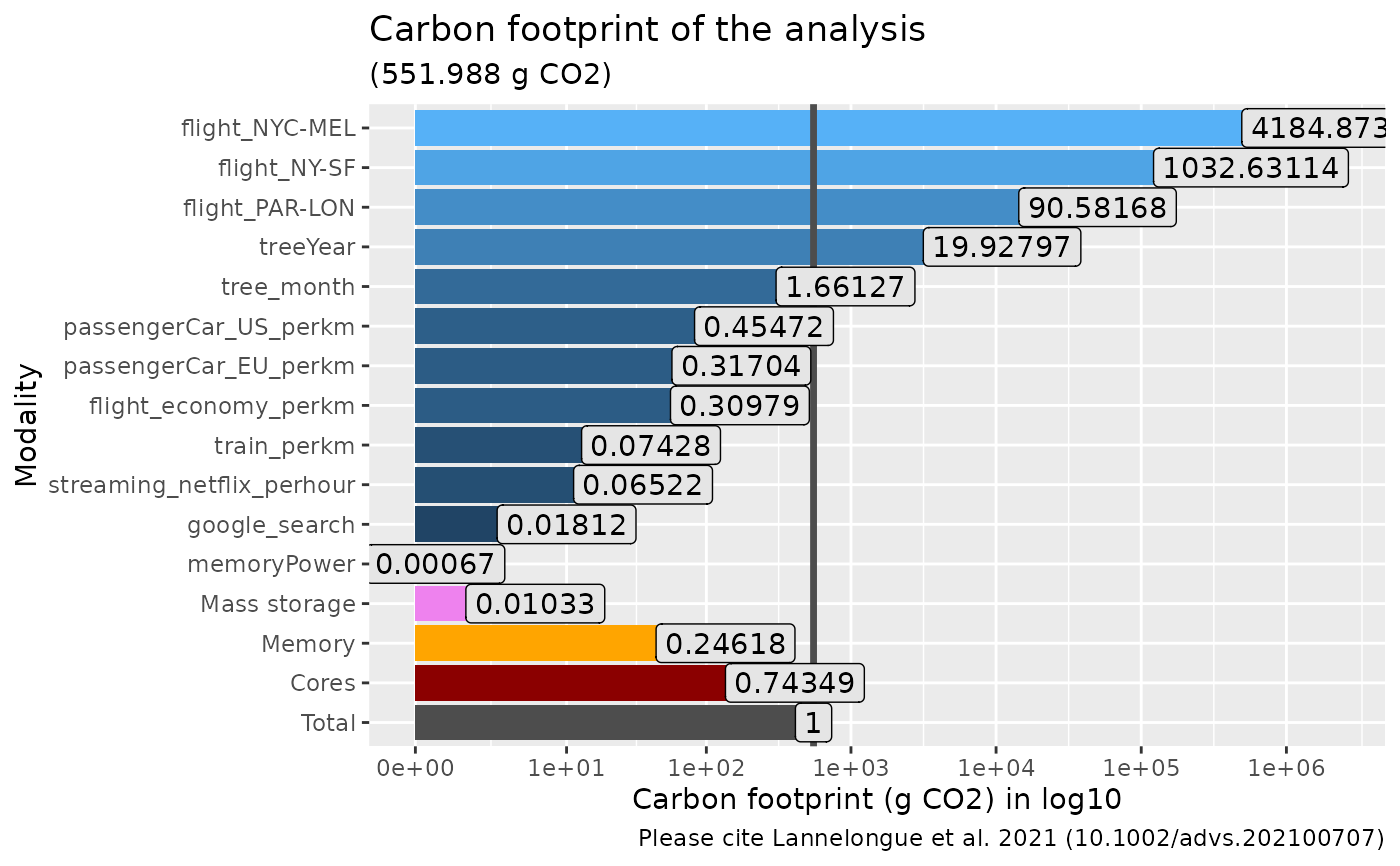 Carbon footprint of the analysis
(551.988 g CO2)
flight_NYC-MEL 4184.873
flight_NY-SF 1032.63114
flight_PAR-LON 90.58168
treeYear 19.92797
tree_month 1.66127
passengerCar_US_perkm 0.45472
passengerCar_EU_perkm 0.31704
flight_economy_perkm 0.30979
train_perkm 0.07428
streaming_netflix_perhour 0.06522
google_search 0.01812
memoryPower 0.00067
Mass storage 0.01033
Memory 0.24618
Cores 0.74349
Total 1
Modality
0e+00 1e+01 1e+02 1e+03 1e+04 1e+05 1e+06
Carbon footprint (g CO2) in log10
Please cite Lannelongue et al. 2021 (10.1002/advs.202100707)